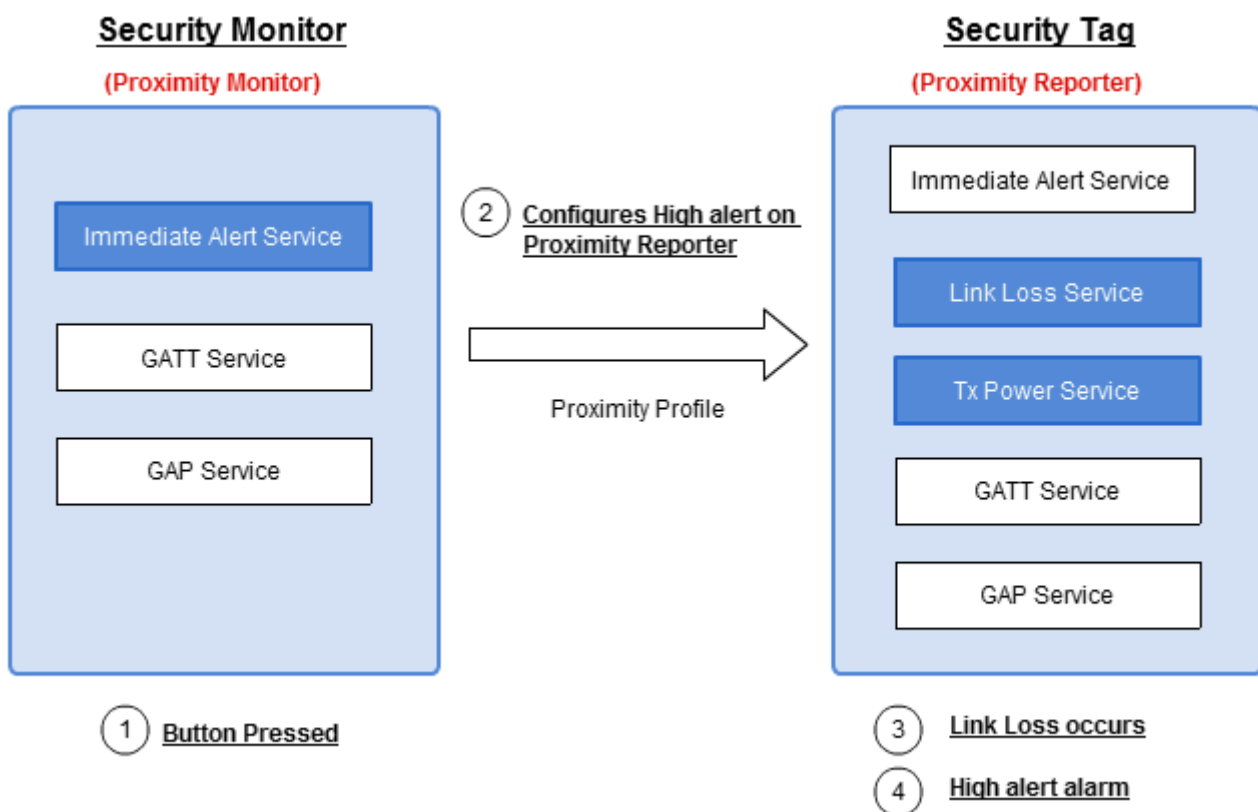 Security Monitor
(Proximity Monitor)
Immediate Alert Service
GATT Service
GAP Service
1 Button Pressed
2 Configures High alert on
Proximity Reporter
Proximity Profile
Security Tag
(Proximity Reporter)
Immediate Alert Service
Link Loss Service
Tx Power Service
GATT Service
GAP Service
3 Link Loss occurs
4 High alert alarm